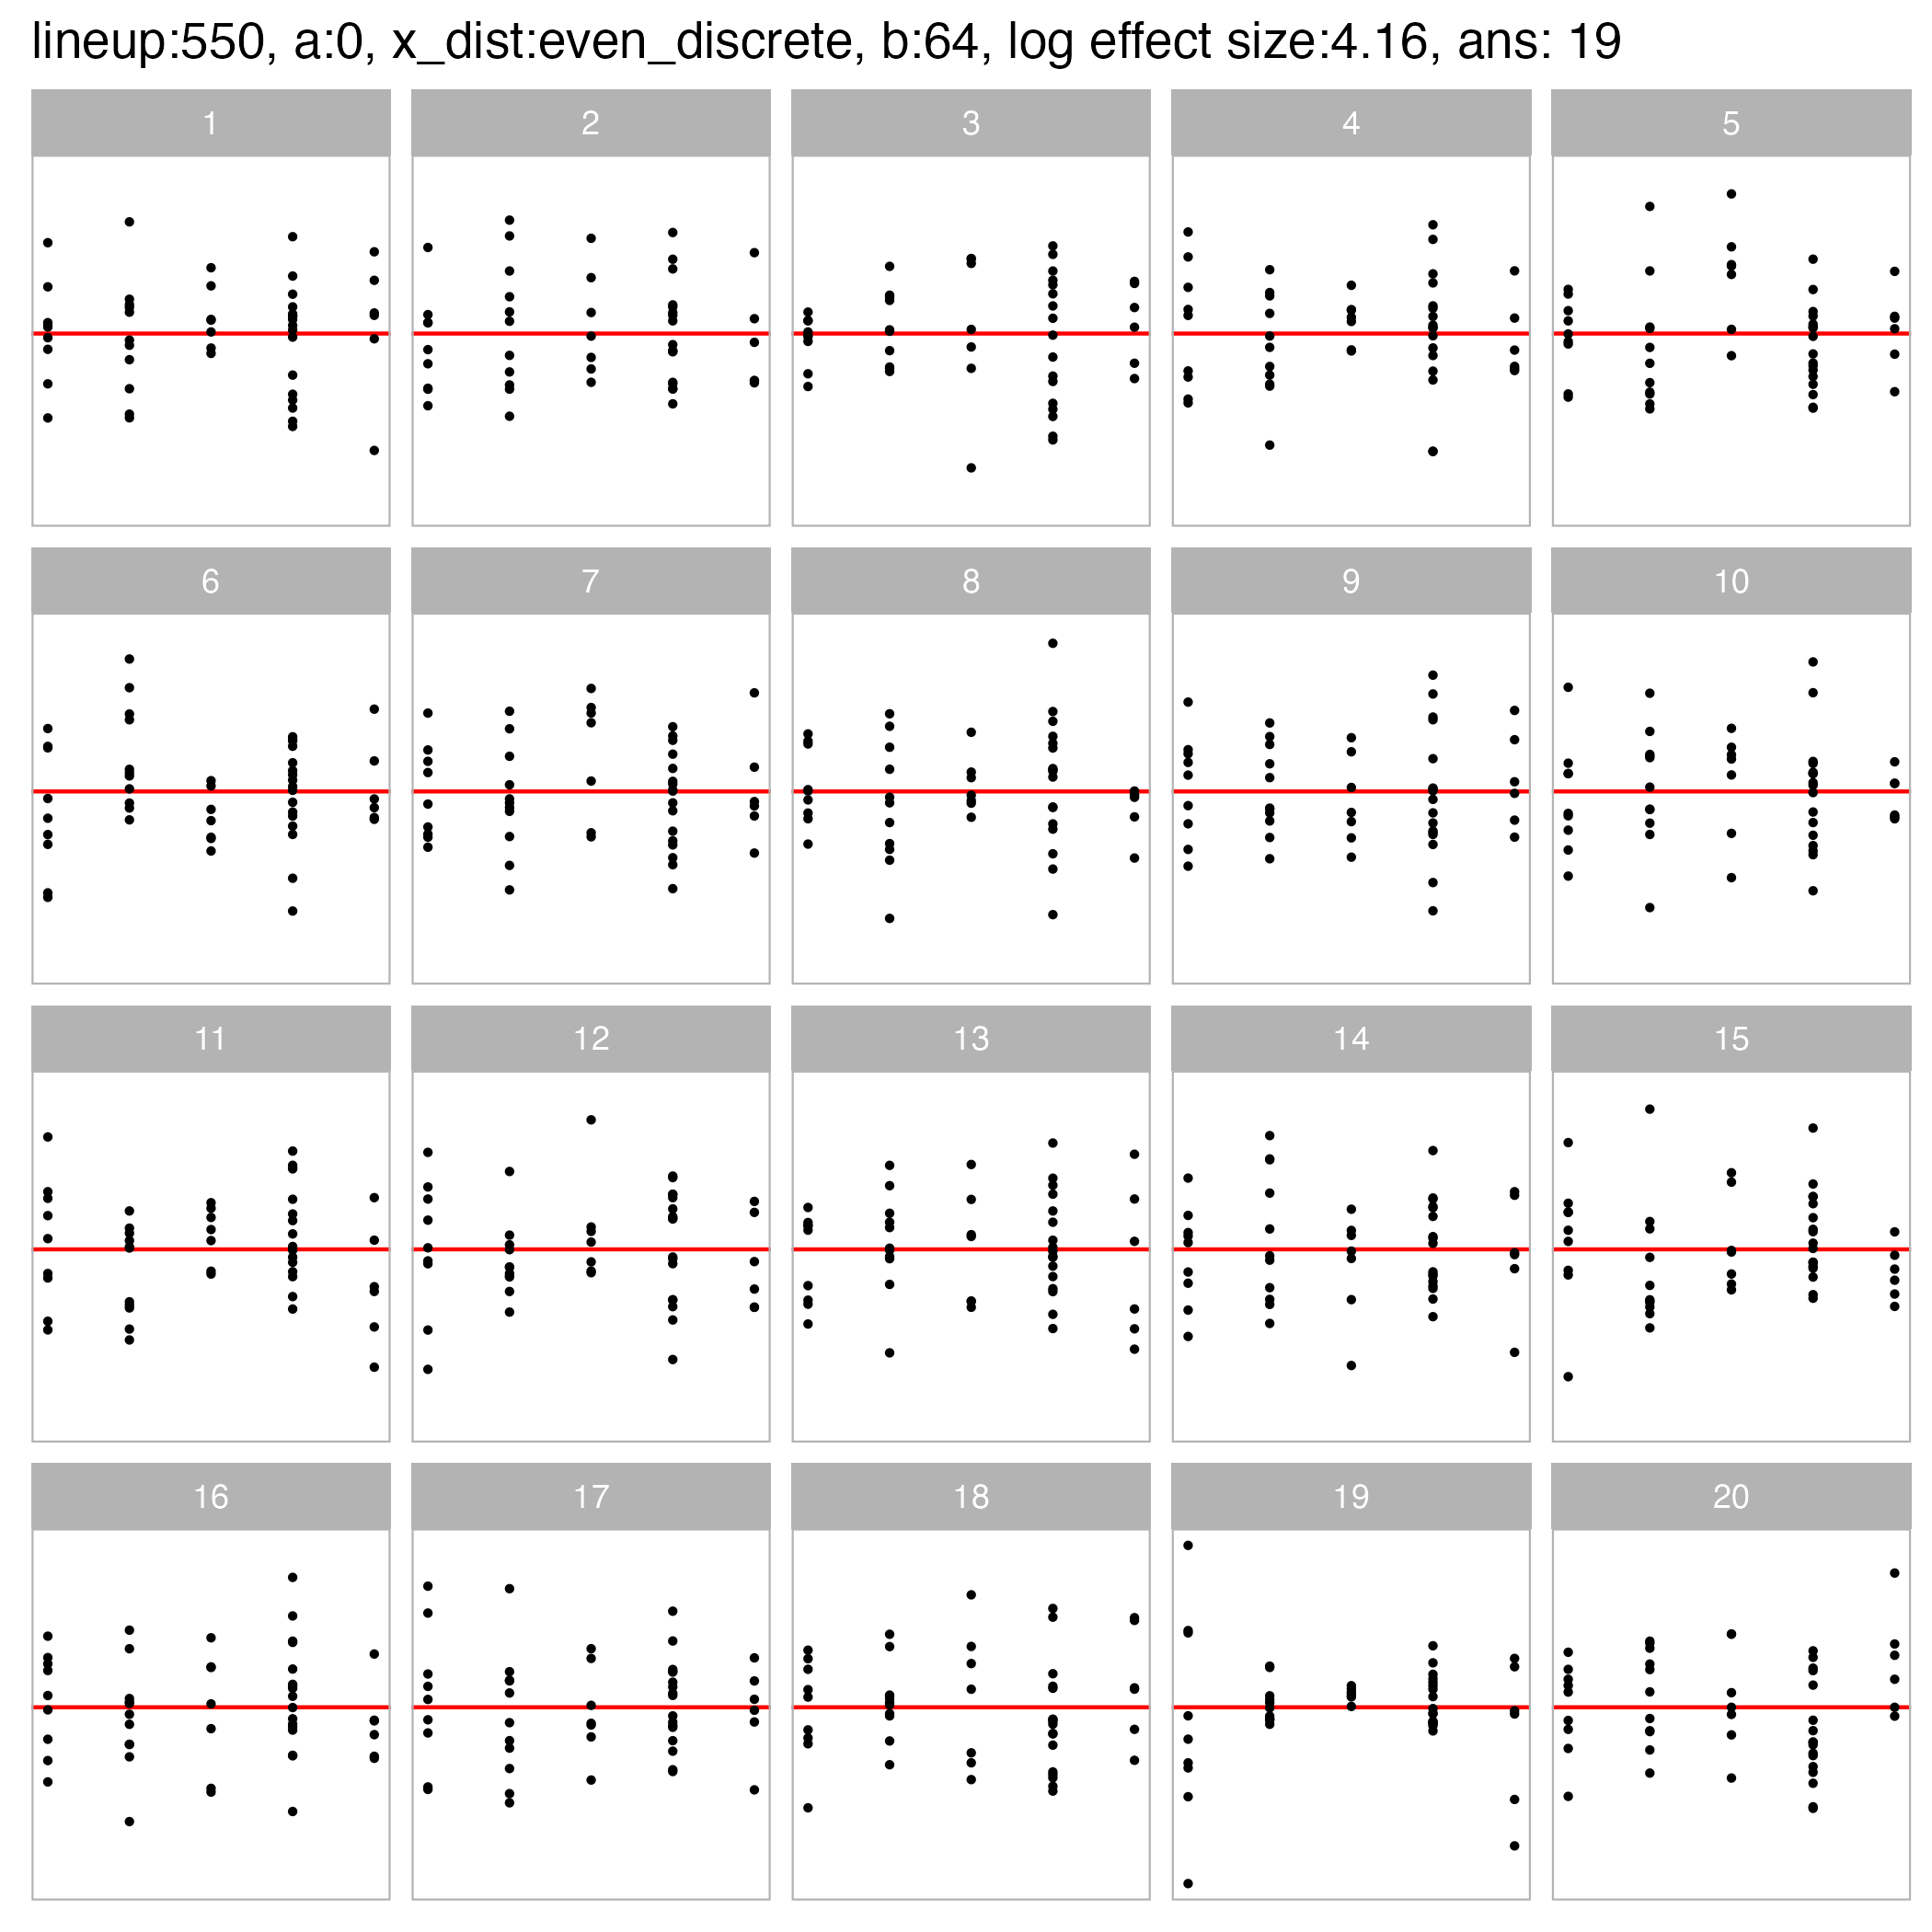 lineup:550, a:0, x_dist:even_discrete, b:64, log effect size:4.16, ans: 19
1 2 3 4 5
6 7 8 9 10
11 12 13 14 15
16 17 18 19 20